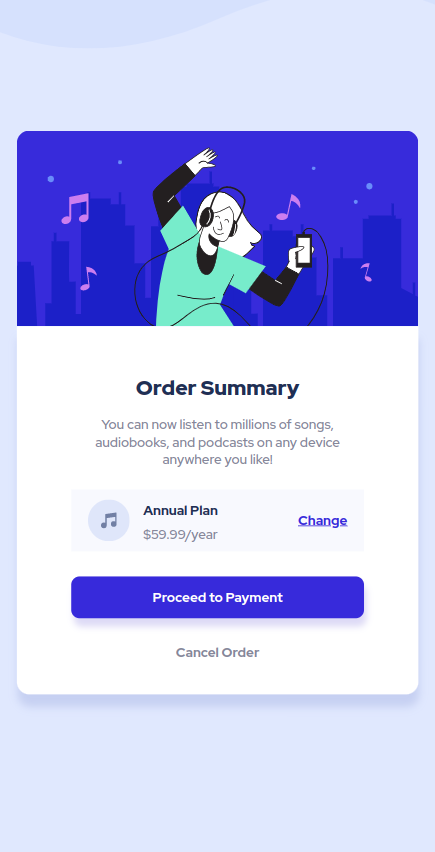 Order Summary
You can now listen to millions of songs,
audiobooks, and podcasts on any device
anywhere you like!
Annual Plan
$59.99/year
Change
Proceed to Payment
Cancel Order